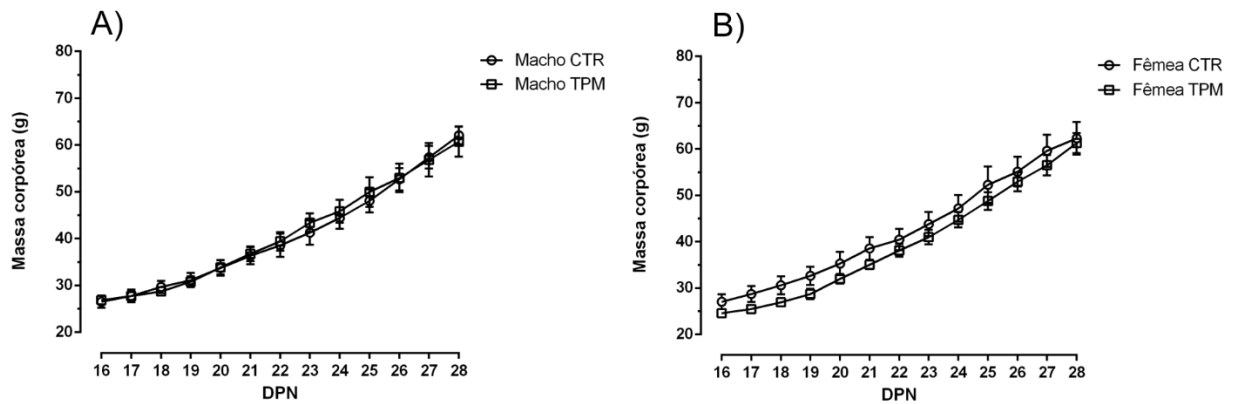 A)
Macho CTR
Macho TPM
Massa corpórea (g)
80
70
60
50
40
30
20
16 17 18 19 20 21 22 23 24 25 26 27 28
DPN
B)
Fêmea CTR
Fêmea TPM
Massa corpórea (g)
80
70
60
50
40
30
20
16 17 18 19 20 21 22 23 24 25 26 27 28
DPN